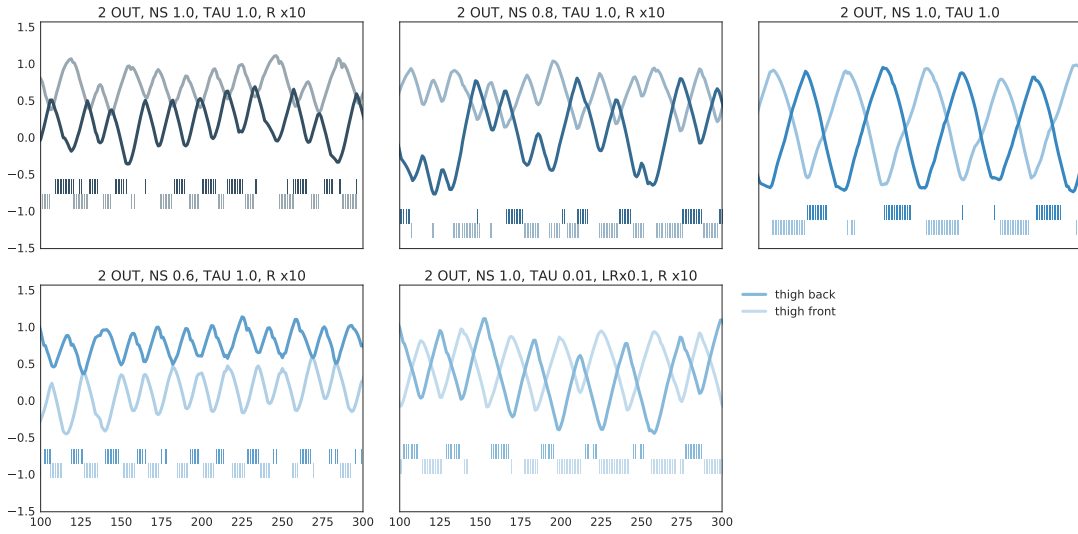 2 OUT, NS 1.0, TAU 1.0, R x10
2 OUT, NS 0.8, TAU 1.0, R x10
2 OUT, NS 1.0, TAU 1.0
1.5
1.0
0.5
0.0
−0.5
−1.0
−1.5
2 OUT, NS 0.6, TAU 1.0, R x10
2 OUT, NS 1.0, TAU 0.01, LRx0.1, R x10
thigh back
thigh front
1.5
1.0
0.5
0.0
−0.5
−1.0
−1.5
100 125 150 175 200 225 250 275 300
100 125 150 175 200 225 250 275 300